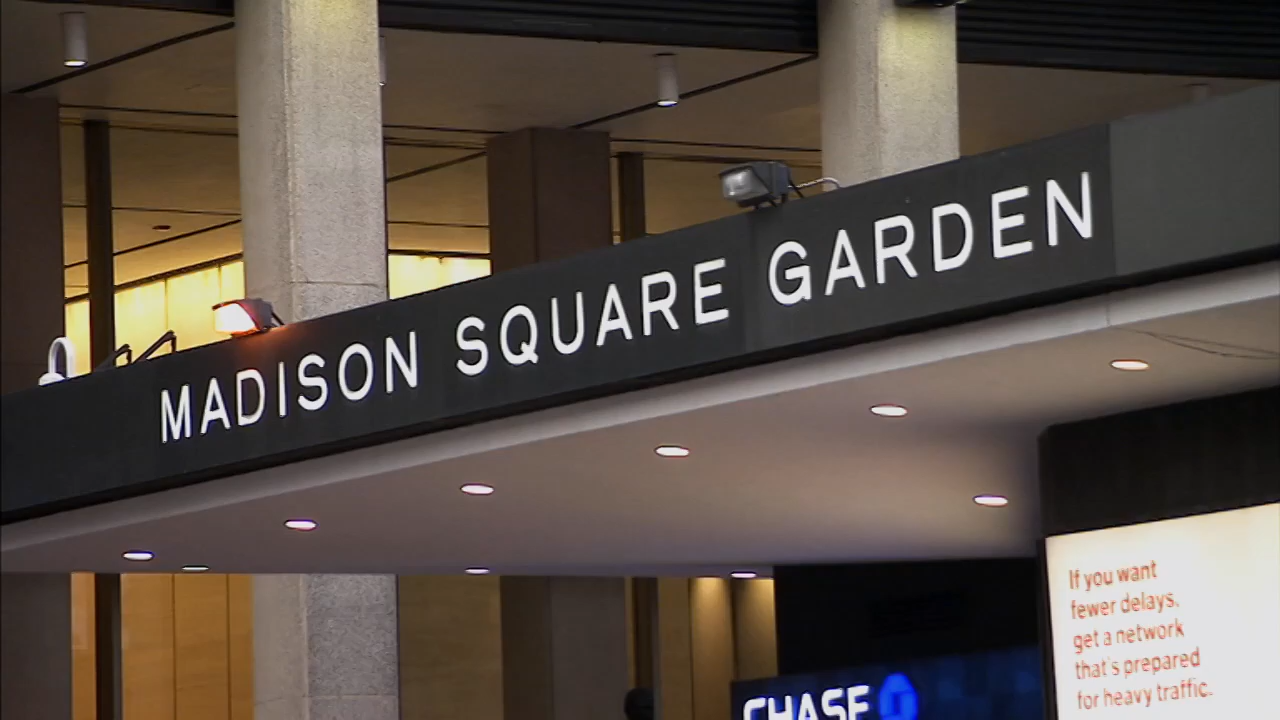 MADISON SQUARE GARDEN
If you want
fewer delays,
get a network
that's prepared
for heavy traffic.
CHASE